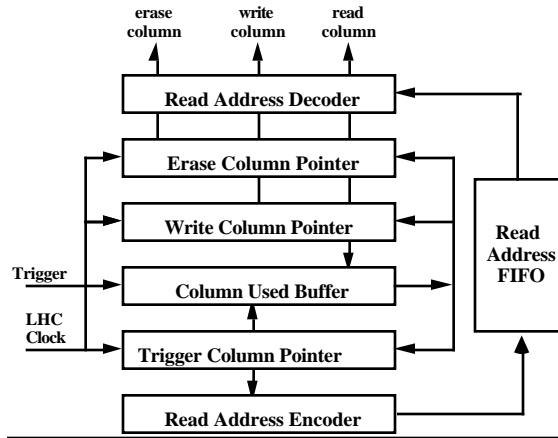 erase column
write column
read column
Read Address Decoder
Erase Column Pointer
Write Column Pointer
Read Address FIFO
Trigger
Column Used Buffer
LHC Clock
Trigger Column Pointer
Read Address Encoder